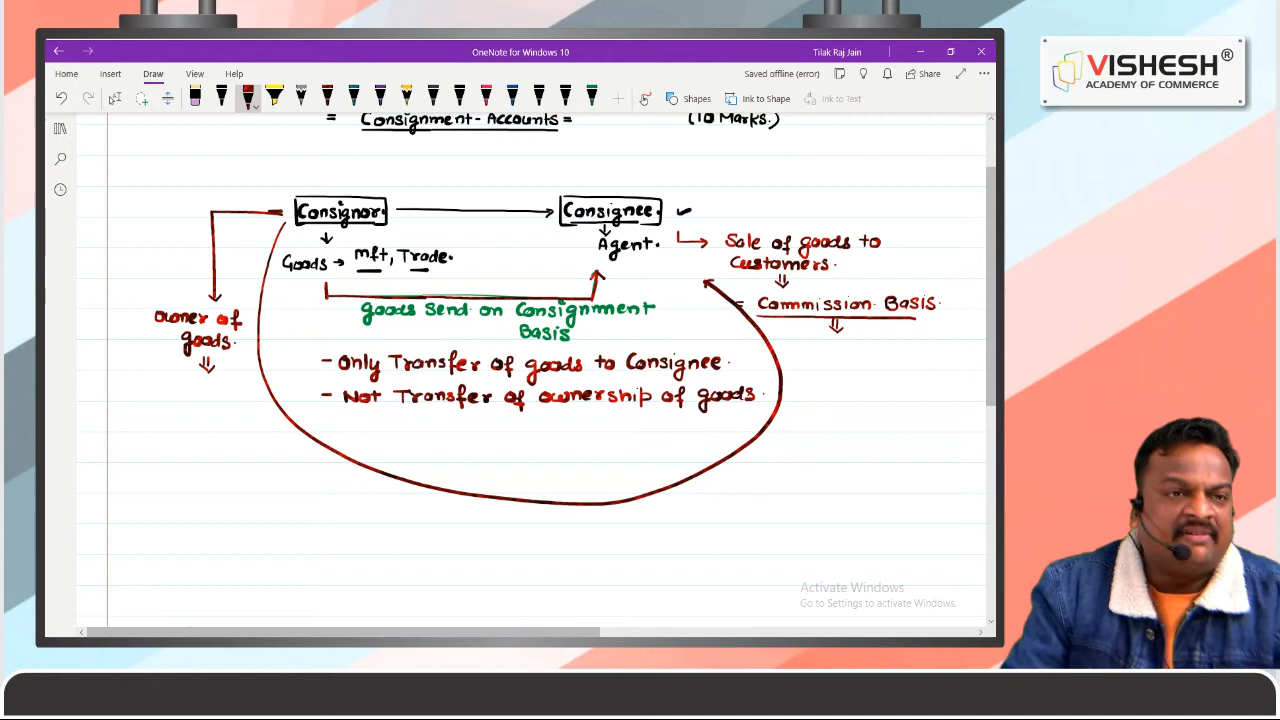 OneNote for Windows 10
Tilak Raj Jain
Home Insert Draw View Help
Saved offline (error)
Share
Shapes
Ink to Shape
Ink to Text
VISHESH ®
ACADEMY OF COMMERCE
= Consignment - Accounts = (10 Marks.)
Consignor. Consignee.
Goods → mft, Trade.
Agent.
Sale of goods to
Customers.
= Commission Basis.
goods Send on Consignment
Basis
owner of
goods.
- Only Transfer of goods to Consignee.
- Not Transfer of ownership of goods.
Activate Windows
Go to Settings to activate Windows.